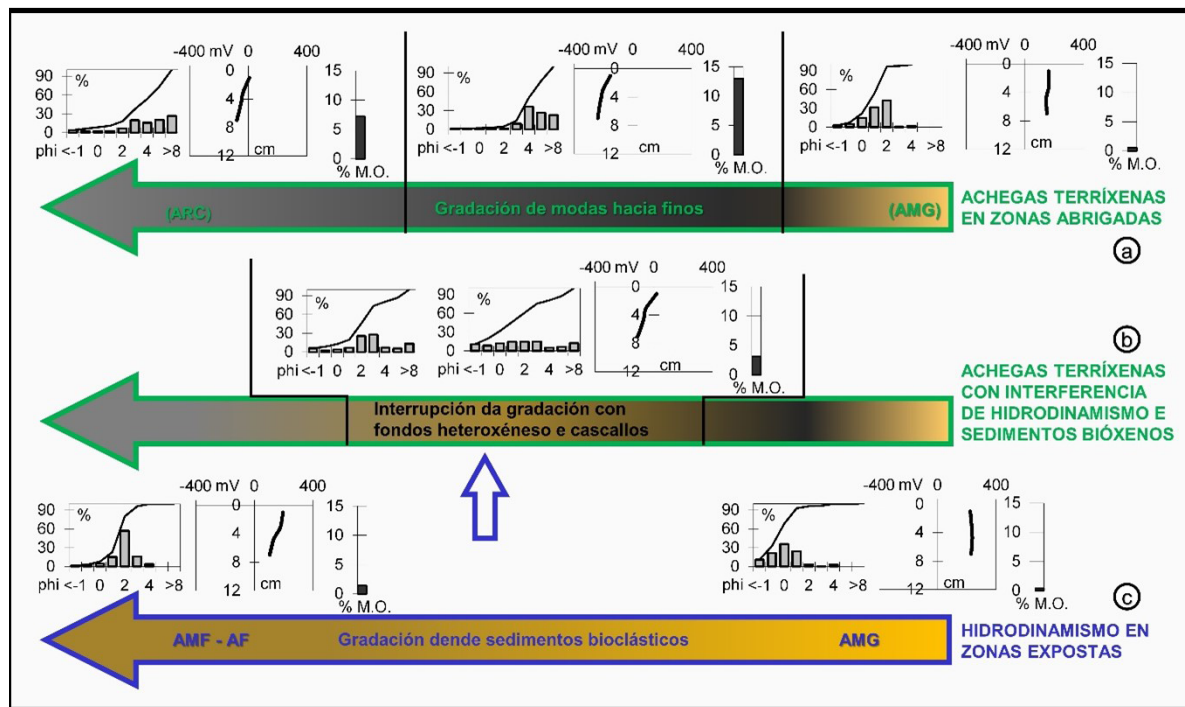 -400 mV 0 400
90
60
30
0
%
phi <-1 0 2 4 >8
0
4
8
12
cm
15
10
5
0
% M.O.
-400 mV 0 400
90
60
30
0
%
phi <-1 0 2 4 >8
0
4
8
12
cm
15
10
5
0
% M.O.
-400 mV 0 400
90
60
30
0
%
phi <-1 0 2 4 >8
0
4
8
12
cm
15
10
5
0
% M.O.
(ARC)
Gradación de modas hacia finos
(AMG)
ACHEGAS TERRÍXENAS
EN ZONAS ABRIGADAS
a
-400 mV 0 400
90
60
30
0
%
phi <-1 0 2 4 >8
90
60
30
0
%
phi <-1 0 2 4 >8
0
4
8
12
cm
15
10
5
0
% M.O.
b
Interrupción da gradación con
fondos heteroxéneso e cascallos
ACHEGAS TERRÍXENAS
CON INTERFERENCIA
DE HIDRODINAMISMO E
SEDIMENTOS BIÓXENOS
-400 mV 0 400
90
60
30
0
%
phi <-1 0 2 4 >8
0
4
8
12
cm
15
10
5
0
% M.O.
-400 mV 0 400
90
60
30
0
%
phi <-1 0 2 4 >8
0
4
8
12
cm
15
10
5
0
% M.O.
c
AMF - AF
Gradación dende sedimentos bioclásticos
AMG
HIDRODINAMISMO EN
ZONAS EXPOSTAS